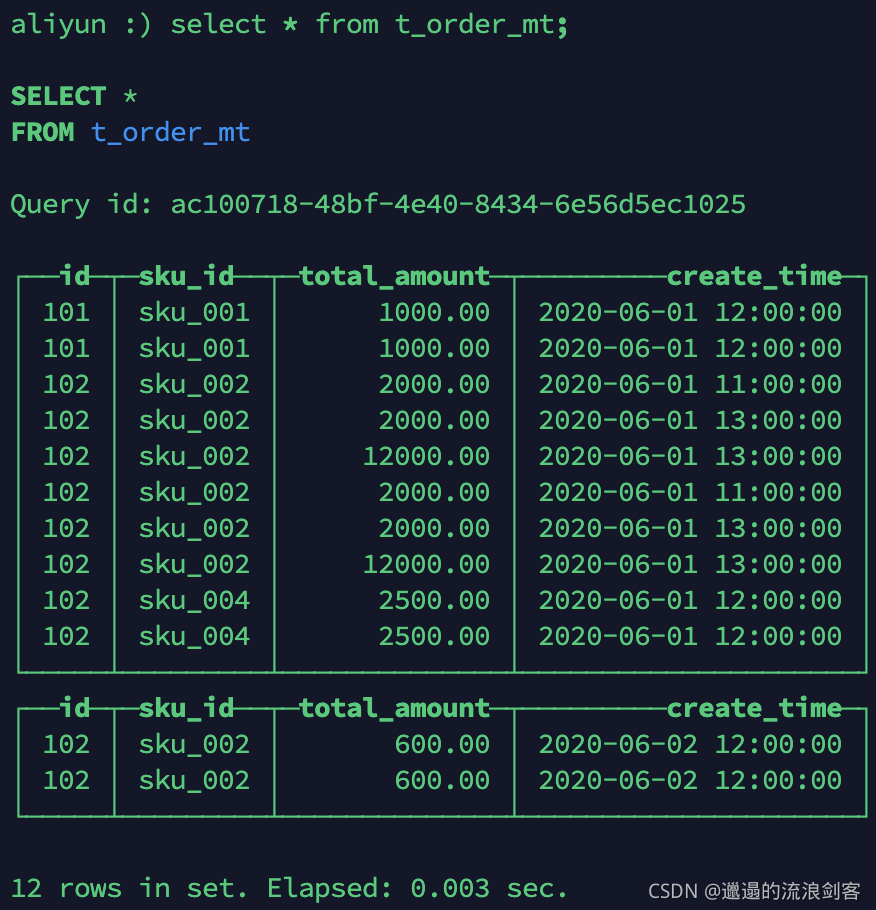 aliyun :) select * from t_order_mt;
SELECT *
FROM t_order_mt
Query id: ac100718-48bf-4e40-8434-6e56d5ec1025
id sku_id total_amount create_time
101 sku_001 1000.00 2020-06-01 12:00:00
101 sku_001 1000.00 2020-06-01 12:00:00
102 sku_002 2000.00 2020-06-01 11:00:00
102 sku_002 2000.00 2020-06-01 13:00:00
102 sku_002 12000.00 2020-06-01 13:00:00
102 sku_002 2000.00 2020-06-01 11:00:00
102 sku_002 2000.00 2020-06-01 13:00:00
102 sku_002 12000.00 2020-06-01 13:00:00
102 sku_004 2500.00 2020-06-01 12:00:00
102 sku_004 2500.00 2020-06-01 12:00:00
id sku_id total_amount create_time
102 sku_002 600.00 2020-06-02 12:00:00
102 sku_002 600.00 2020-06-02 12:00:00
12 rows in set. Elapsed: 0.003 sec.
CSDN @邋遢的流浪剑客